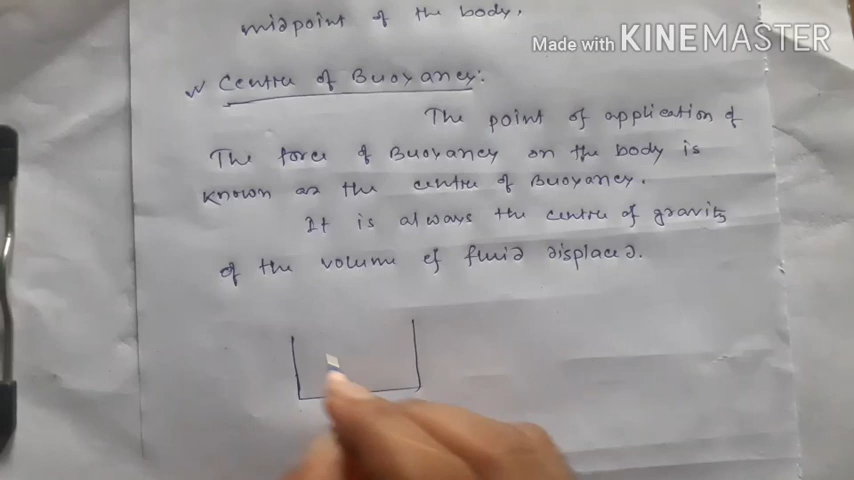 midpoint of the body.
Made with KINEMASTER
Centre of Buoyancy:
The point of application of
The force of Buoyancy on the body is
known as the centre of Buoyancy.
It is always the centre of gravity
of the volume of fluid displaced.